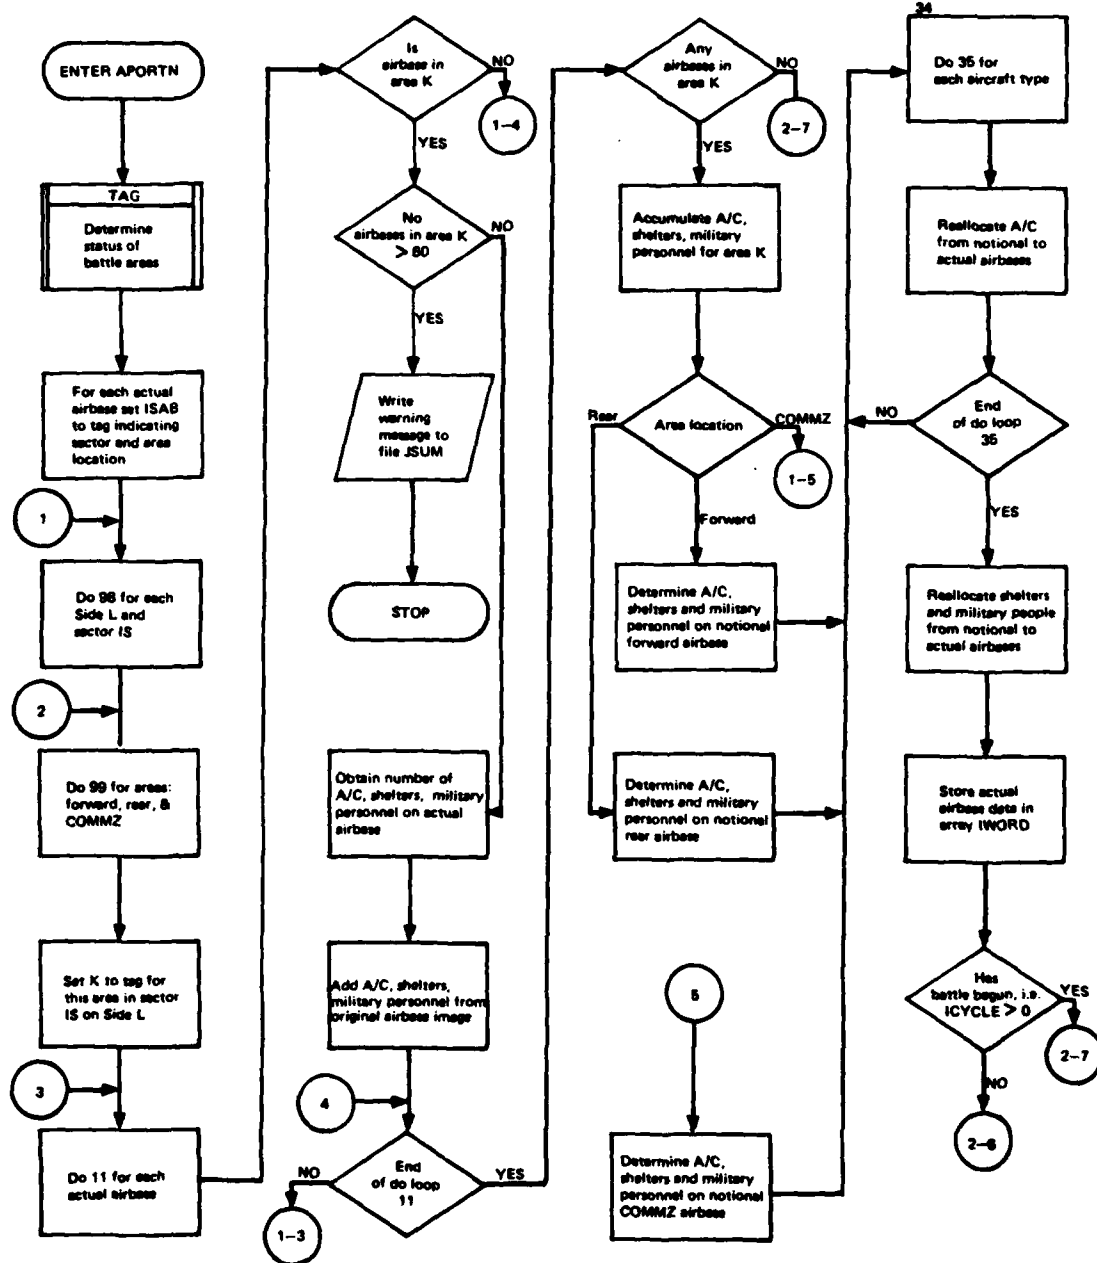 ENTER APORTN
TAG
Determine
status of
battle areas
For each actual
airbase set ISAB
to tag indicating
sector and area
location
1
Do 98 for each
Side L and
sector IS
2
Do 99 for areas:
forward, rear, &
COMMZ
Set K to tag for
this area in sector
IS on Side L
3
Do 11 for each
actual airbase
Is
airbase in
area K
NO
1-4
YES
No
airbases in area K
> 60
NO
YES
Write
warning
message to
file JSUM
STOP
Obtain number of
A/C, shelters, military
personnel on actual
airbase
Add A/C, shelters,
military personnel from
original airbase image
4
End
of do loop
11
NO
1-3
YES
Any
airbases in
area K
NO
2-7
YES
Accumulate A/C,
shelters, military
personnel for area K
Area location
Rear
COMMZ
1-5
Forward
Determine A/C,
shelters and military
personnel on notional
forward airbase
Determine A/C,
shelters and military
personnel on notional
rear airbase
5
Determine A/C,
shelters and military
personnel on notional
COMMZ airbase
34
Do 35 for
each aircraft type
Reallocate A/C
from notional to
actual airbases
End
of do loop
35
NO
YES
Reallocate shelters
and military people
from notional to
actual airbases
Store actual
airbase data in
array IWORD
Has
battle begun, i.e.
ICYCLE > 0
YES
2-7
NO
2-6